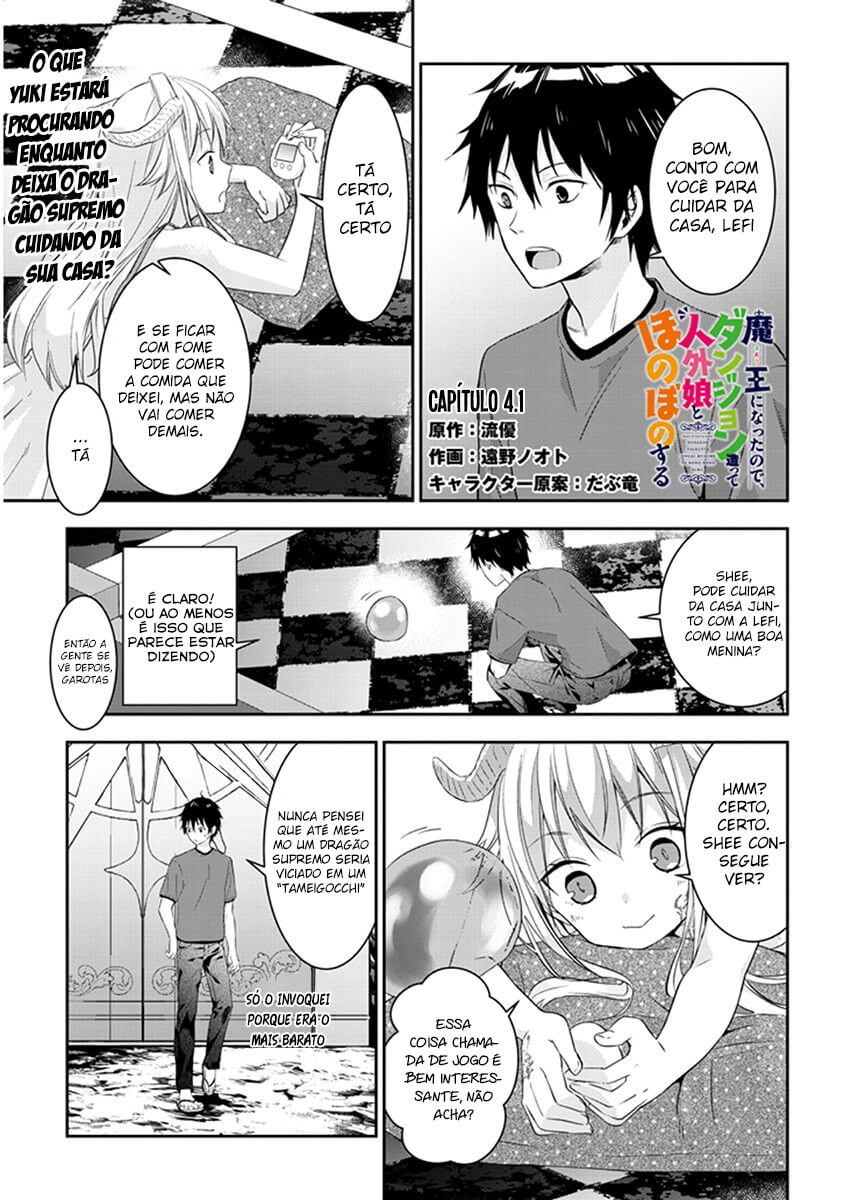 BOM,
CONTO COM
VOCÊ PARA
CUIDAR DA
CASA, LEFI
魔王になったので、
ダンジョン造って
人外娘と
ほのぼのする
CAPÍTULO 4.1
原作：流優
作画：遠野ノオト
キャラクター原案：だぶ竜
TÁ
CERTO,
TÁ
CERTO
O QUE
YUKI ESTARÁ
PROCURANDO
ENQUANTO
DEIXA O DRA-
GÃO SUPREMO
CUIDANDO DA
SUA CASA?
E SE FICAR
COM FOME
PODE COMER
A COMIDA QUE
DEIXEI, MAS NÃO
VAI COMER
DEMAIS.
...
TÁ
SHEE,
PODE CUIDAR
DA CASA JUN-
TO COM A LEFI,
COMO UMA BOA
MENINA?
É CLARO!
(OU AO MENOS
É ISSO QUE
PARECE ESTAR
DIZENDO)
ENTÃO A
GENTE SE
VÊ DEPOIS,
GAROTAS
HMM?
CERTO,
CERTO.
SHEE CON-
SEGUE
VER?
ESSA
COISA CHAMA-
DA DE JOGO É
BEM INTERES-
SANTE, NÃO
ACHA?
NUNCA PENSEI
QUE ATÉ MES-
MO UM DRAGÃO
SUPREMO SERIA
VICIADO EM UM
"TAMEIGOCCHI"
SÓ O INVOQUEI
PORQUE ERA O
MAIS BARATO